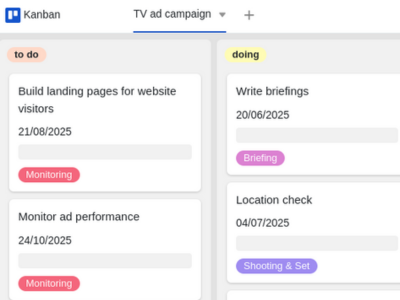 Kanban
TV ad campaign
to do
Build landing pages for website
visitors
21/08/2025
Monitoring
Monitor ad performance
24/10/2025
Monitoring
doing
Write briefings
20/06/2025
Briefing
Location check
04/07/2025
Shooting & Set